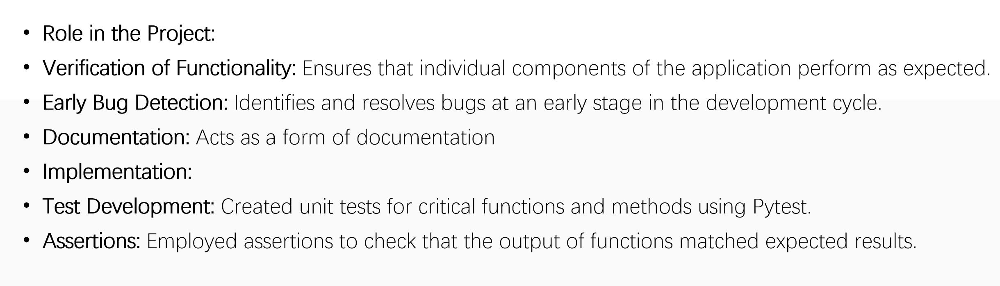 • Role in the Project:
• Verification of Functionality: Ensures that individual components of the application perform as expected.
• Early Bug Detection: Identifies and resolves bugs at an early stage in the development cycle.
• Documentation: Acts as a form of documentation
• Implementation:
• Test Development: Created unit tests for critical functions and methods using Pytest.
• Assertions: Employed assertions to check that the output of functions matched expected results.